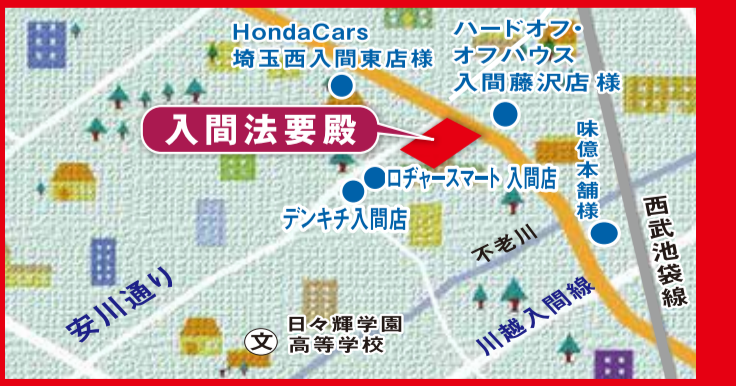 HondaCars
埼玉西入間東店様
ハードオフ・
オフハウス
入間藤沢店 様
入間法要殿
味億本舗様
ロヂャースマート 入間店
デンキチ入間店
西武池袋線
不老川
安川通り
川越入間線
文
日々輝学園
高等学校